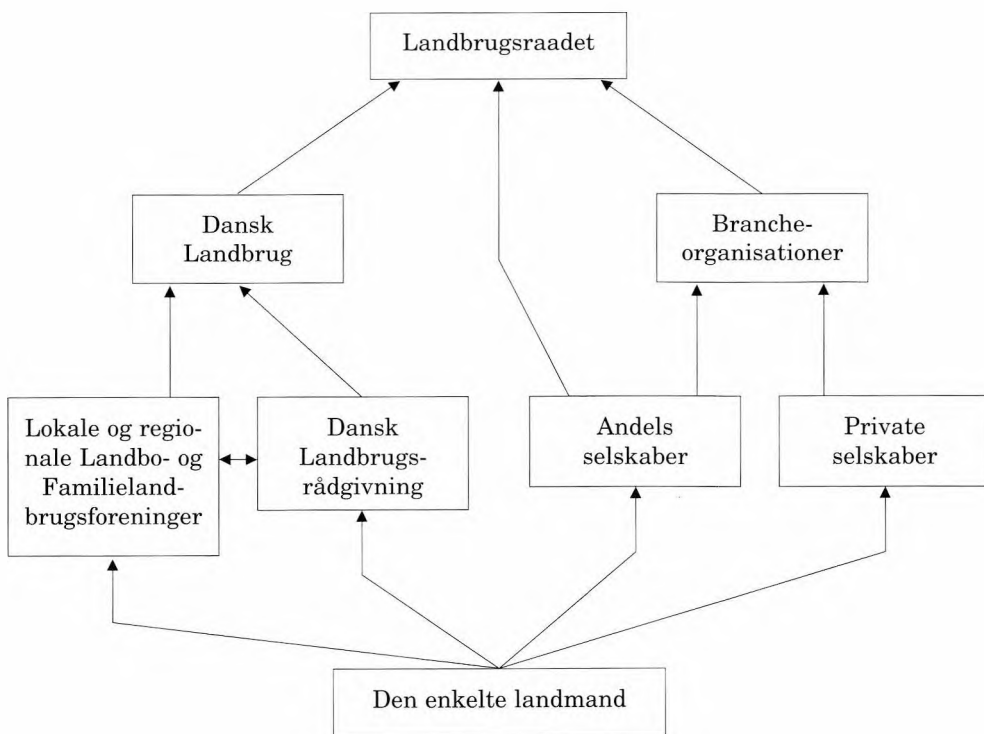 Landbrugsraadet
Dansk
Landbrug
Branche-
organisationer
Lokale og regio-
nale Landbo- og
Familieland-
brugsforeninger
Dansk
Landbrugs-
rådgivning
Andels
selskaber
Private
selskaber
Den enkelte landmand